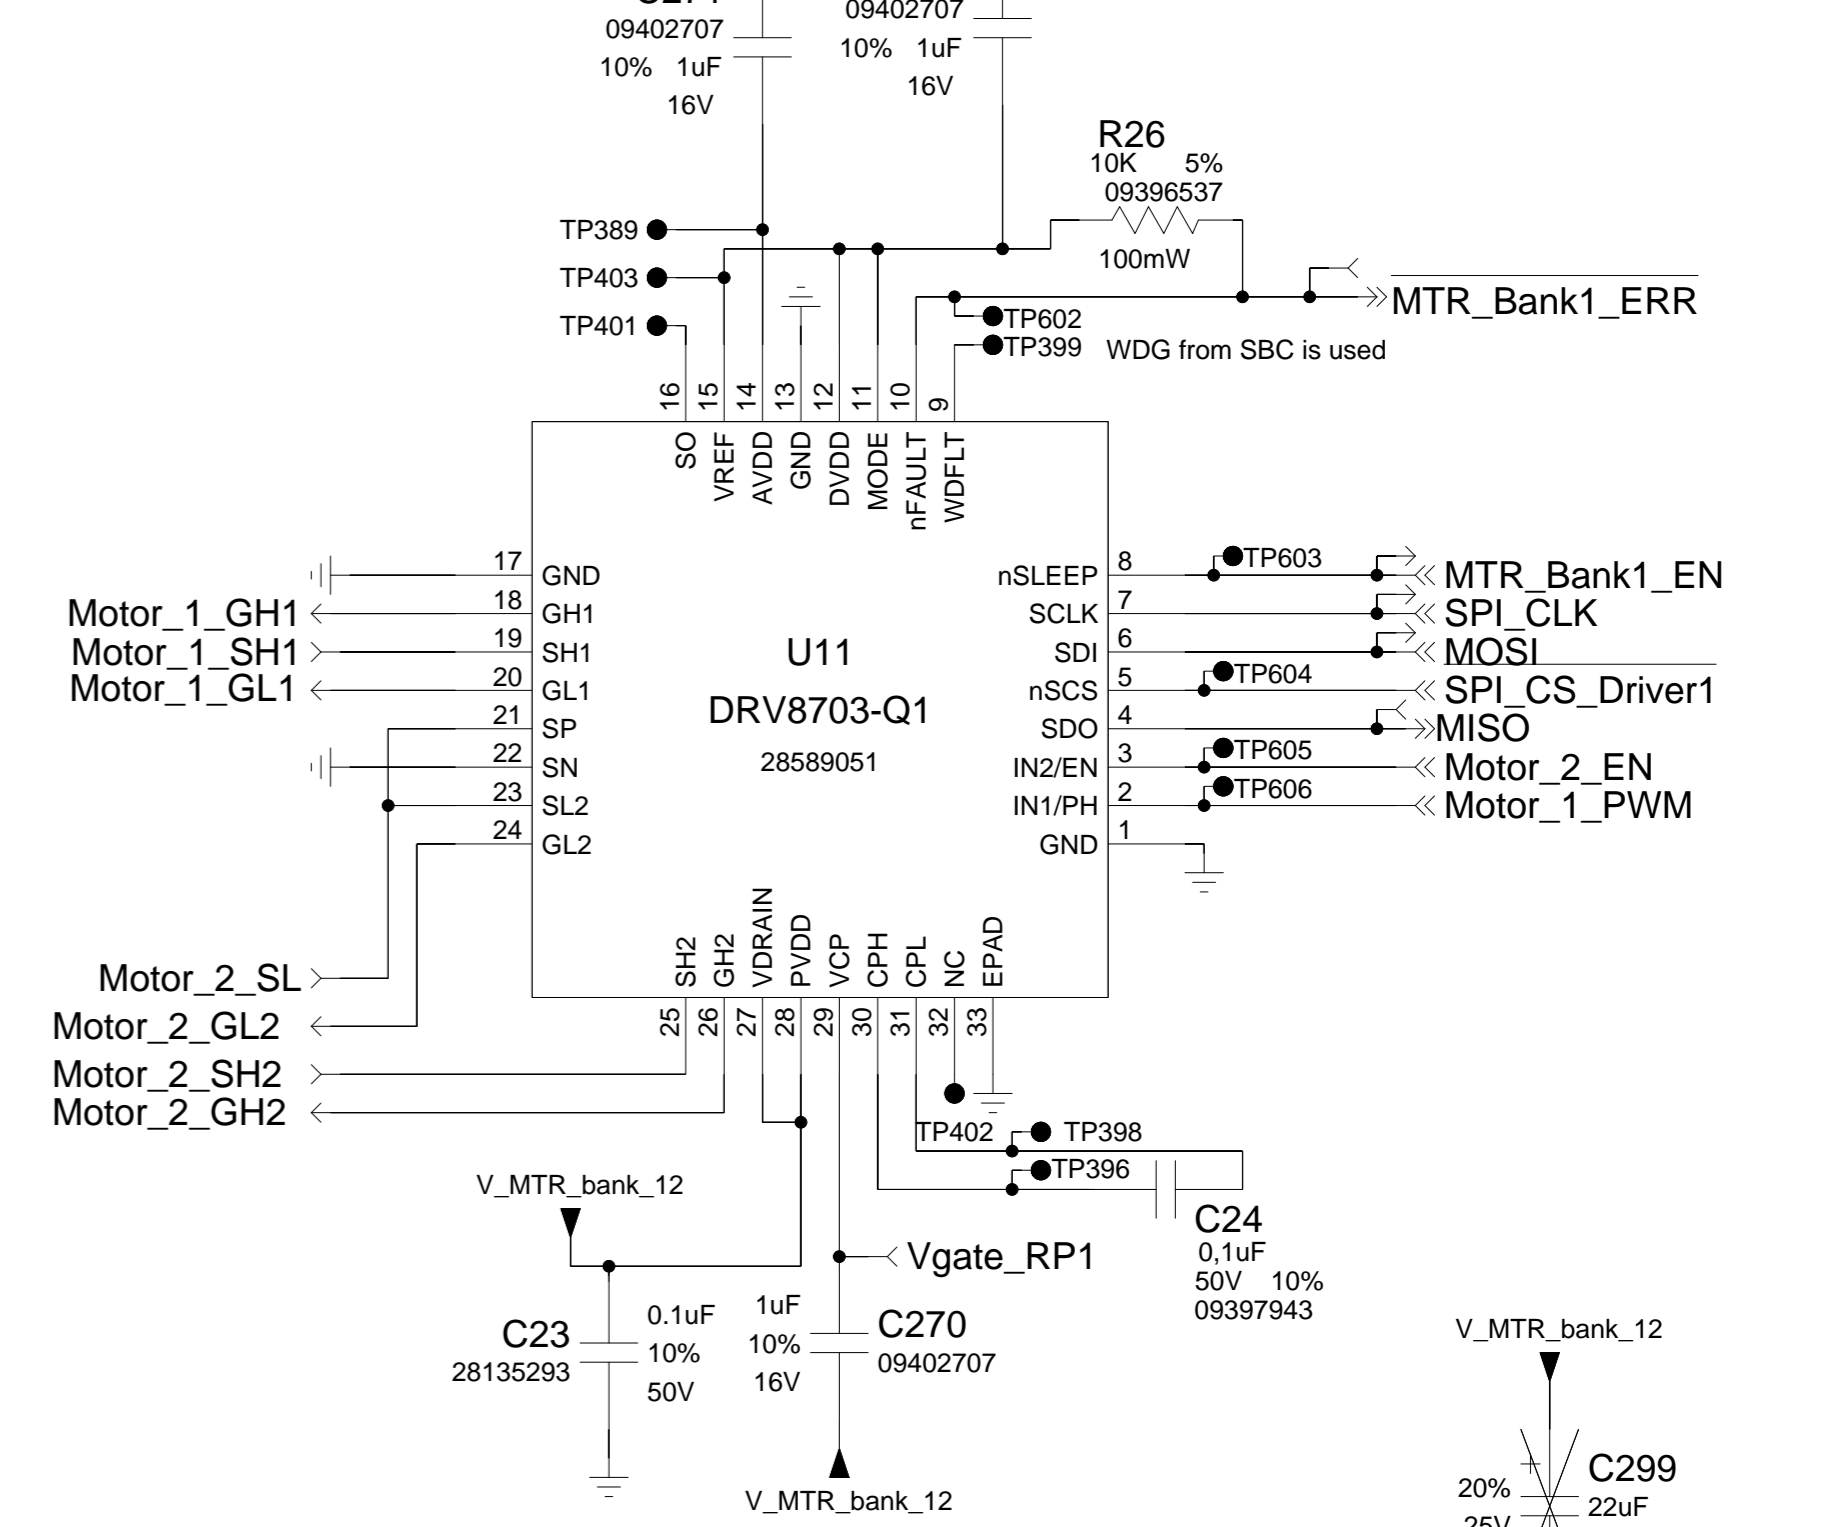 09402707
10% 1uF
16V
09402707
10% 1uF
16V
R26
10K 5%
09396537
100mW
TP389
TP403
TP401
TP602
TP399
WDG from SBC is used
MTR_Bank1_ERR
16 15 14 13 12 11 10 9
SO VREF AVDD GND DVDD MODE nFAULT WDFLT
17 GND
Motor_1_GH1 18 GH1
Motor_1_SH1 19 SH1
Motor_1_GL1 20 GL1
21 SP
22 SN
23 SL2
24 GL2
U11
DRV8703-Q1
28589051
nSLEEP 8 TP603 MTR_Bank1_EN
SCLK 7 SPI_CLK
SDI 6 MOSI
nSCS 5 TP604 SPI_CS_Driver1
SDO 4 MISO
IN2/EN 3 TP605 Motor_2_EN
IN1/PH 2 TP606 Motor_1_PWM
GND 1
SH2 GH2 VDRAIN PVDD VCP CPH CPL NC EPAD
25 26 27 28 29 30 31 32 33
Motor_2_SL
Motor_2_GL2
Motor_2_SH2
Motor_2_GH2
TP402
TP398
TP396
V_MTR_bank_12
C24
0,1uF
50V 10%
09397943
Vgate_RP1
C23
28135293
0.1uF
10%
50V
1uF
10%
16V
C270
09402707
V_MTR_bank_12
V_MTR_bank_12
C299
20%
22uF
25V